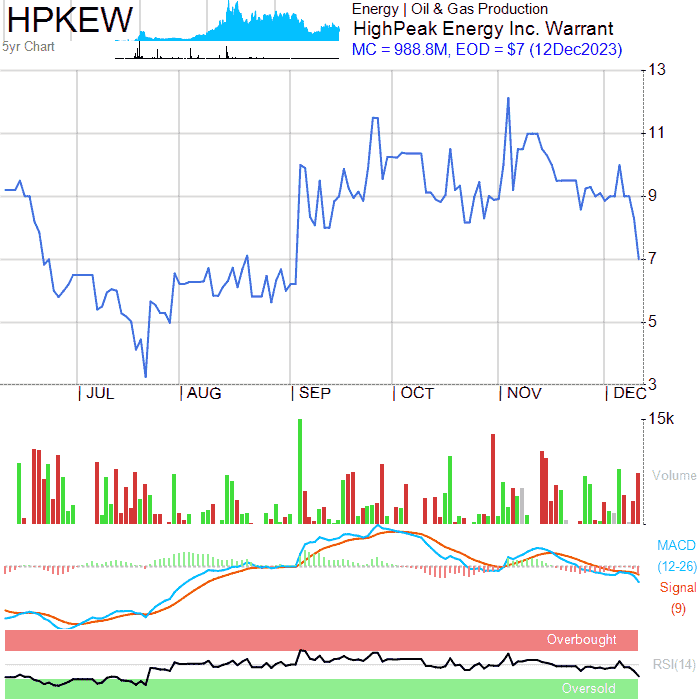 HPKEW
5yr Chart
Energy | Oil & Gas Production
HighPeak Energy Inc. Warrant
MC = 988.8M, EOD = $7 (12Dec2023)
13
11
9
7
5
3
JUL AUG SEP OCT NOV DEC
15k
Volume
MACD
(12-26)
Signal
(9)
Overbought
RSI(14)
Oversold